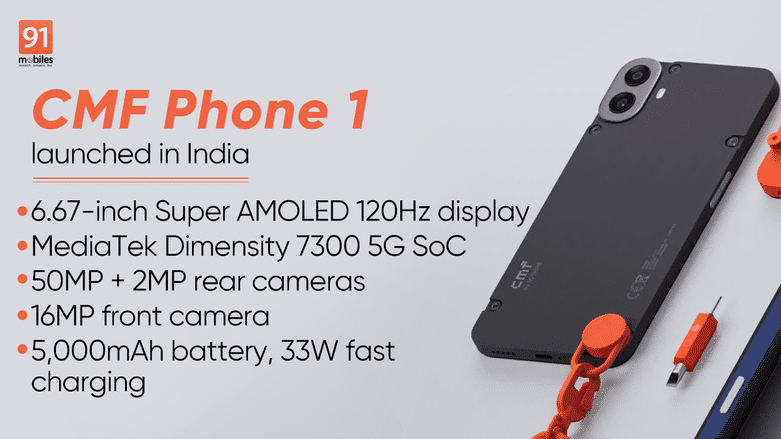 91
mobiles
CMF Phone 1
launched in India
•6.67-inch Super AMOLED 120Hz display
•MediaTek Dimensity 7300 5G SoC
•50MP + 2MP rear cameras
•16MP front camera
•5,000mAh battery, 33W fast
charging
cmf